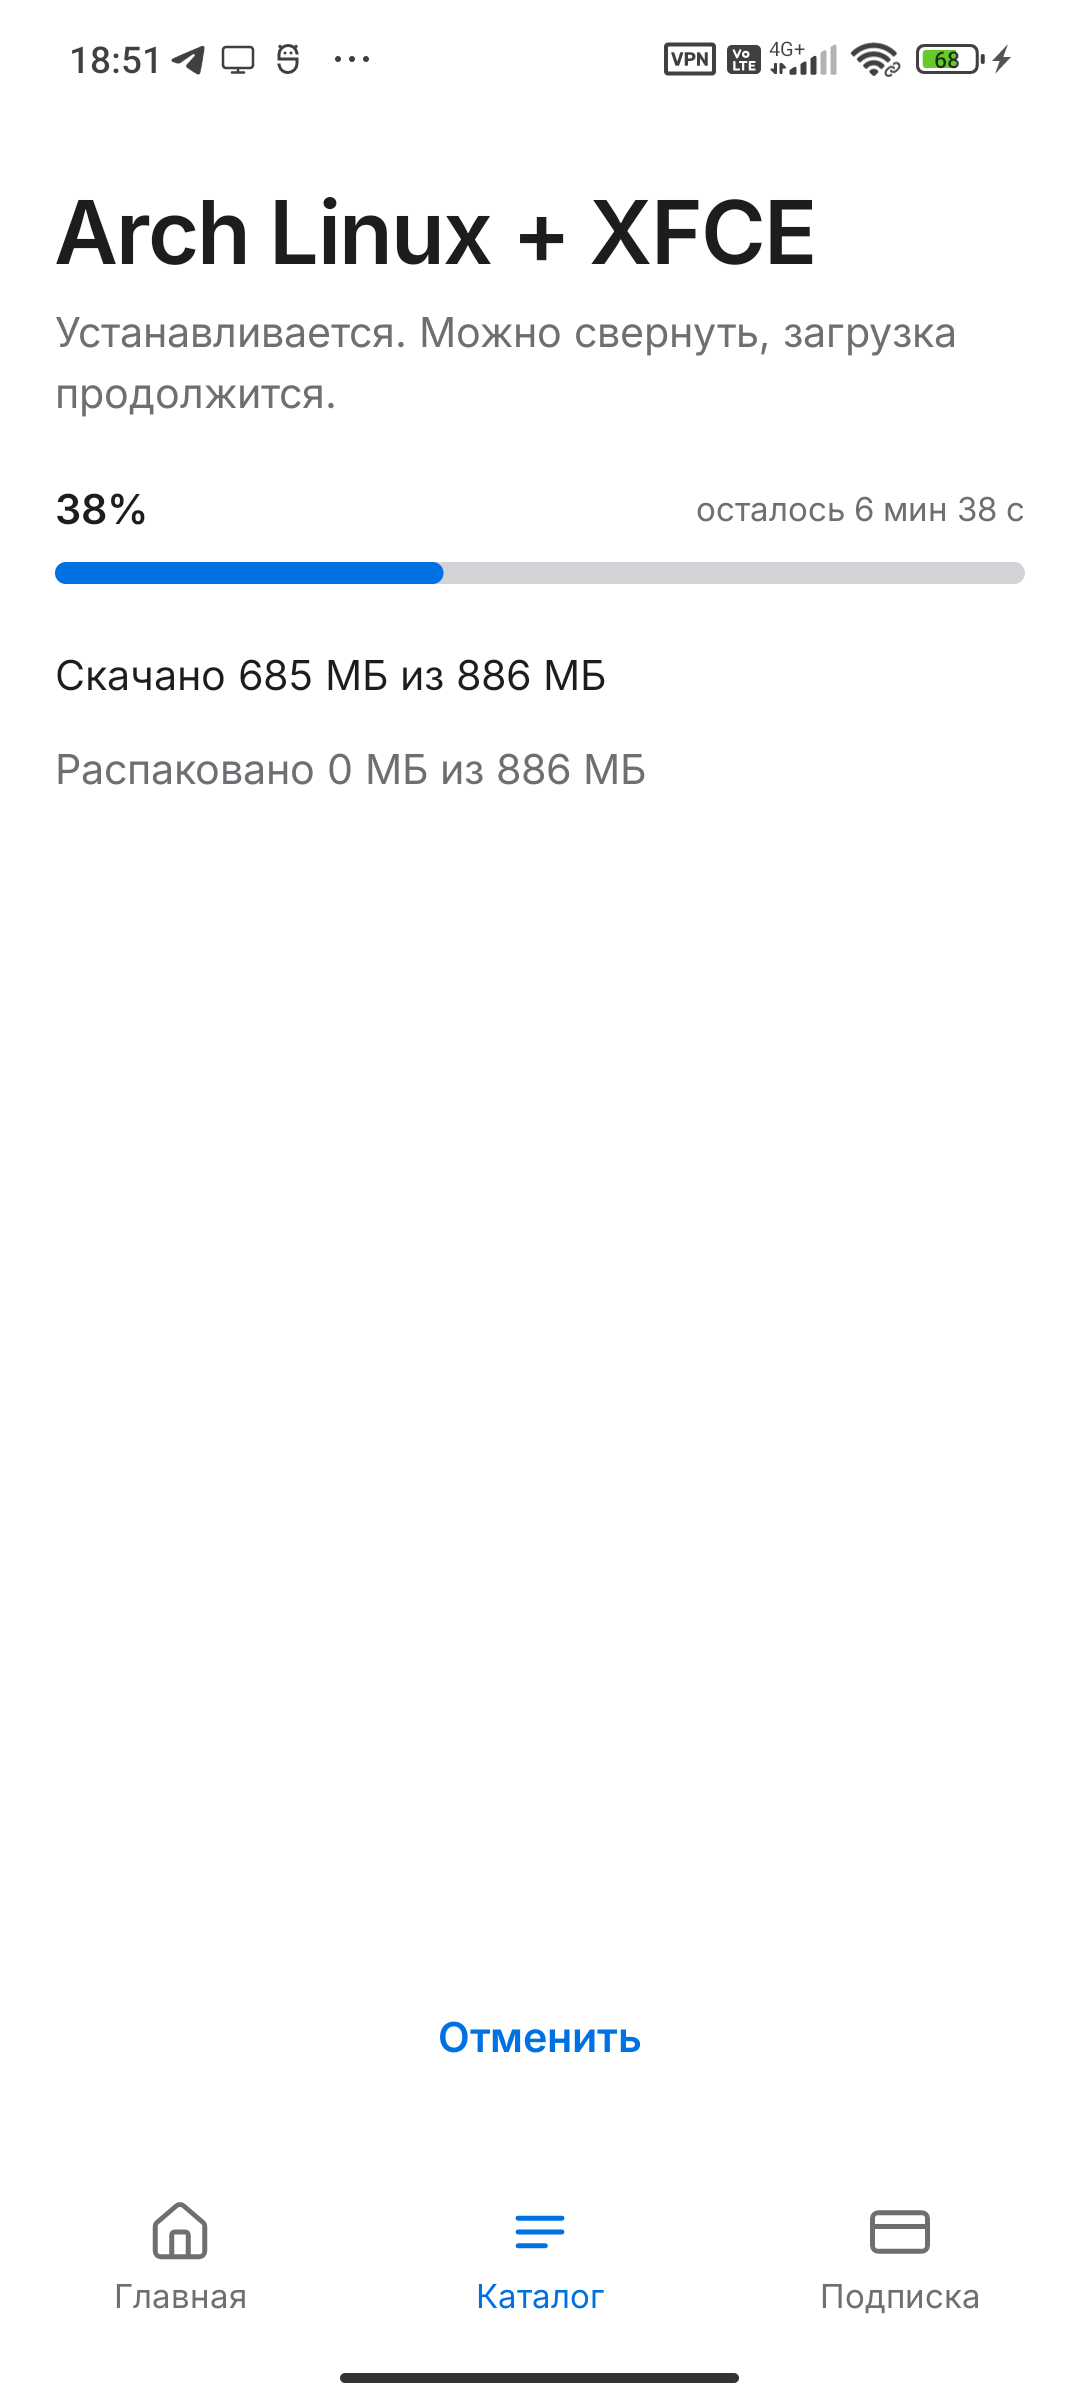 18:51
VPN
Vo
LTE
4G+
68
Arch Linux + XFCE
Устанавливается. Можно свернуть, загрузка
продолжится.
38%
осталось 6 мин 38 с
Скачано 685 МБ из 886 МБ
Распаковано 0 МБ из 886 МБ
Отменить
Главная
Каталог
Подписка